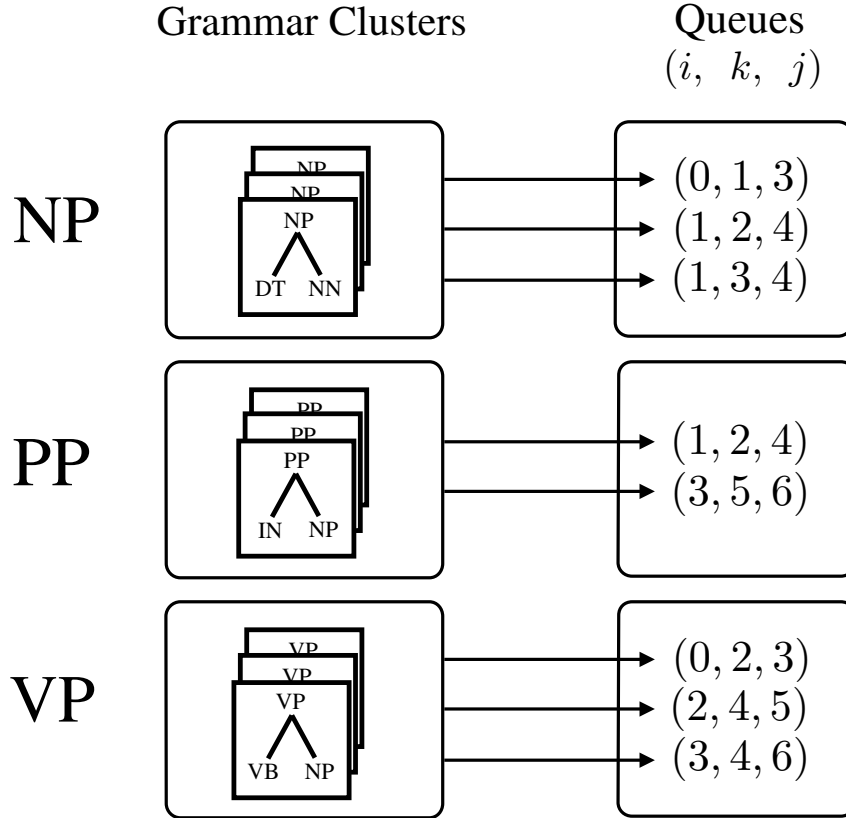 Grammar Clusters
Queues
(i, k, j)
NP
NP
NP
NP
DT NN
(0, 1, 3)
(1, 2, 4)
(1, 3, 4)
PP
PP
PP
PP
IN NP
(1, 2, 4)
(3, 5, 6)
VP
VP
VP
VP
VB NP
(0, 2, 3)
(2, 4, 5)
(3, 4, 6)